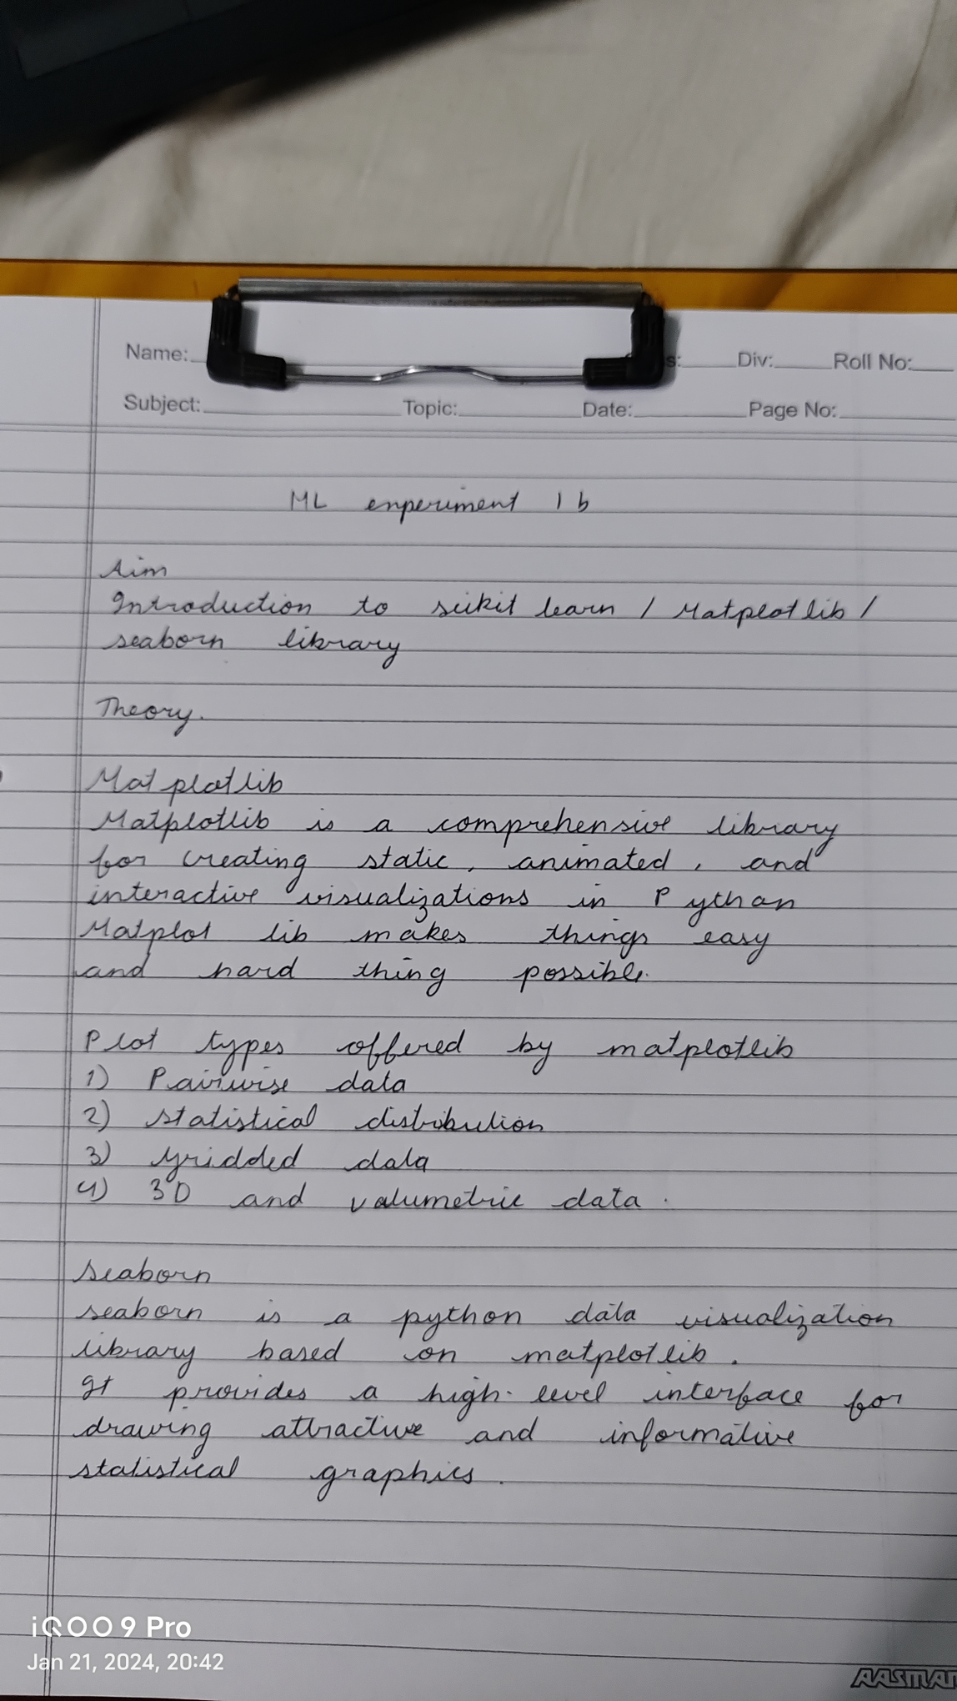 Name:
Div: Roll No:
Subject: Topic: Date: Page No:
ML enperiment 1b
Aim
Introduction to scikit learn / Matplotlib /
seaborn library
Theory.
Matplotlib
Matplotlib is a comprehensive library
for creating static, animated, and
interactive visualizations in Python
Matplot lib makes things easy
and hard thing possible.
Plot types offered by matplotlib
1) Pairwise data
2) statistical distribution
3) Gridded data
4) 3D and valumetric data.
Seaborn
seaborn is a python data visualization
library based on matplotlib.
It provides a high-level interface for
drawing attractive and informative
statistical graphics.
iQOO 9 Pro
Jan 21, 2024, 20:42